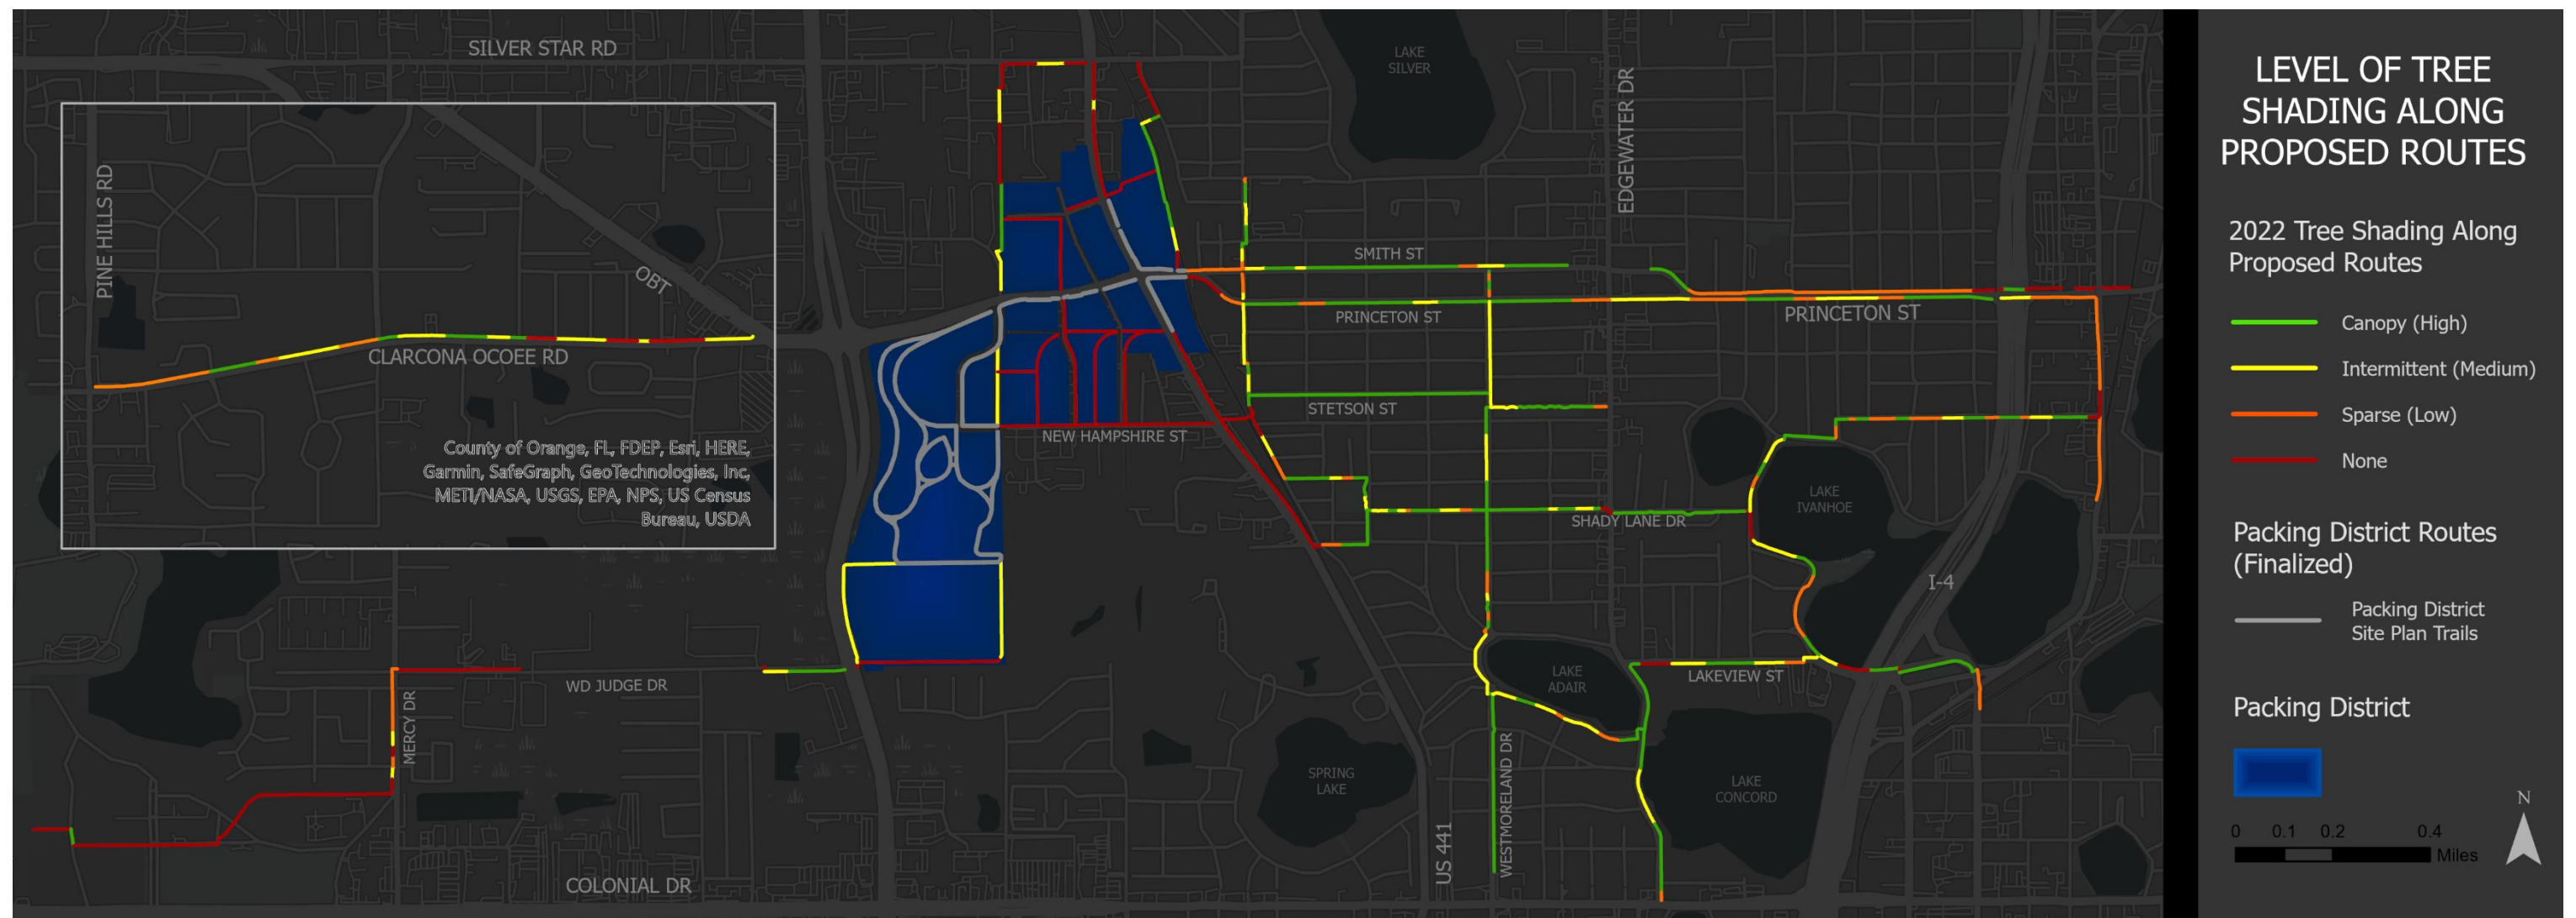 SILVER STAR RD
PINE HILLS RD
OBT
CLARCONA OCOEE RD
County of Orange, FL, FDEP, Esri, HERE,
Garmin, SafeGraph, GeoTechnologies, Inc,
METI/NASA, USGS, EPA, NPS, US Census
Bureau, USDA
LAKE
SILVER
EDGEWATER DR
SMITH ST
PRINCETON ST
PRINCETON ST
STETSON ST
NEW HAMPSHIRE ST
SHADY LANE DR
LAKE
IVANHOE
I-4
WD JUDGE DR
MERCY DR
LAKE
ADAIR
LAKEVIEW ST
SPRING
LAKE
WESTMORELAND DR
LAKE
CONCORD
US 441
COLONIAL DR
LEVEL OF TREE
SHADING ALONG
PROPOSED ROUTES
2022 Tree Shading Along
Proposed Routes
Canopy (High)
Intermittent (Medium)
Sparse (Low)
None
Packing District Routes
(Finalized)
Packing District
Site Plan Trails
Packing District
N
0 0.1 0.2 0.4
Miles